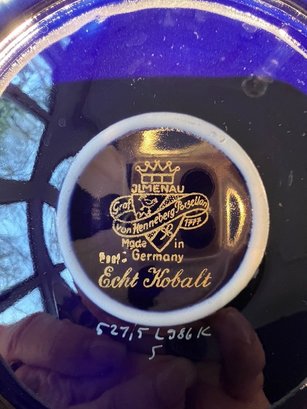 JLMENAU
Graf
von Henneberg Porzellan
1777
Made in
Germany
Echt Kobalt
527/5 L986K
5